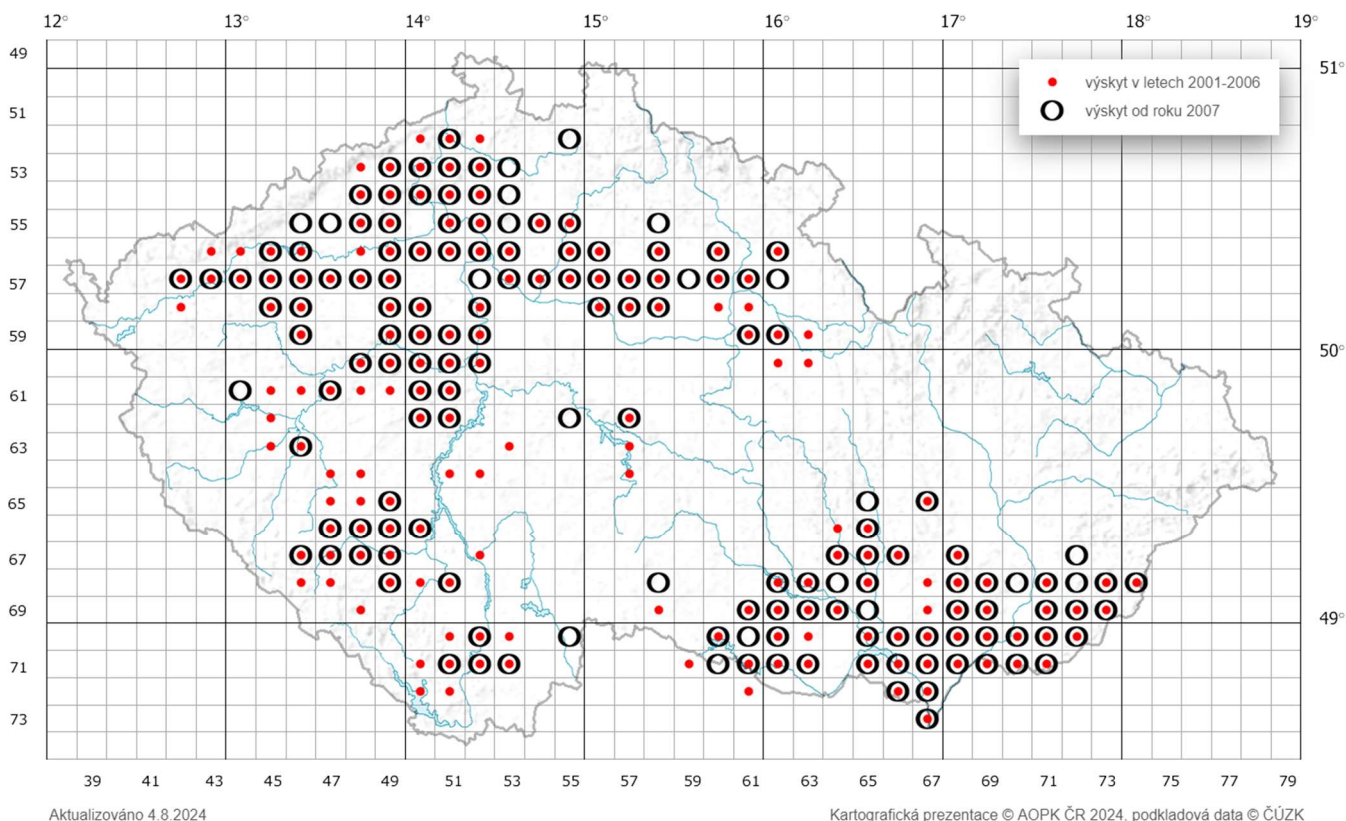 12° 13° 14° 15° 16° 17° 18° 19°
49
51°
výskyt v letech 2001-2006
51
výskyt od roku 2007
53
55
57
59
50°
61
63
65
67
69
49°
71
73
39 41 43 45 47 49 51 53 55 57 59 61 63 65 67 69 71 73 77 79
Aktualizováno 4.8.2024
Kartografická prezentace © AOPK ČR 2024, podkladová data © ČÚZK